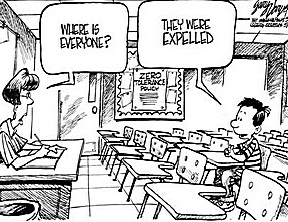 WHERE IS
EVERYONE?
THEY WERE
EXPELLED
ZERO
TOLERANCE
POLICY